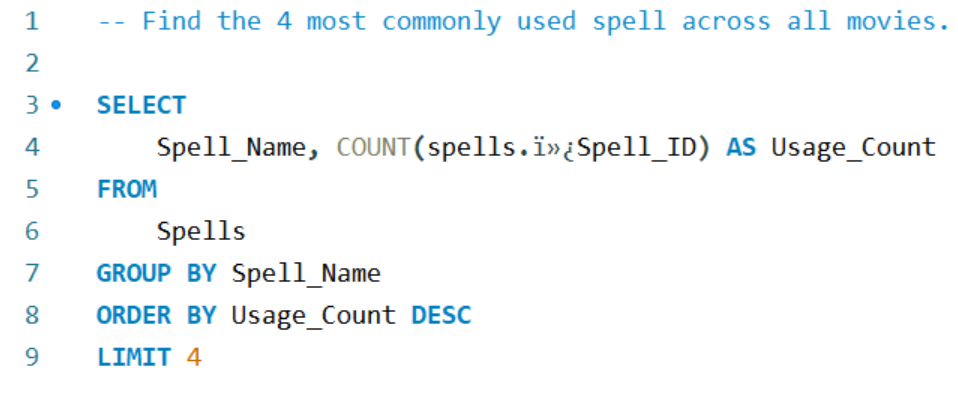 1 -- Find the 4 most commonly used spell across all movies.
2
3 SELECT
4 Spell_Name, COUNT(spells.ï»¿Spell_ID) AS Usage_Count
5 FROM
6 Spells
7 GROUP BY Spell_Name
8 ORDER BY Usage_Count DESC
9 LIMIT 4